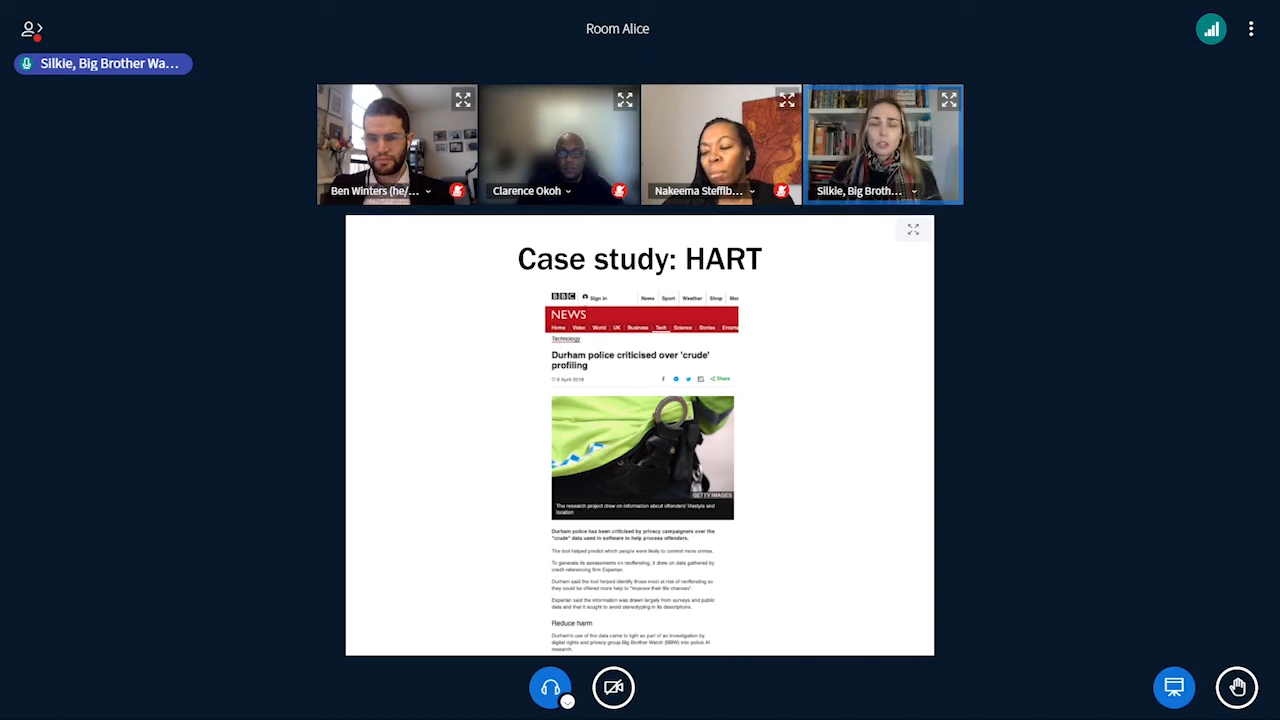 Room Alice
Silkie, Big Brother Wa...
Ben Winters (he/...
Clarence Okoh
Nakeema Stefflb...
Silkie, Big Broth...
Case study: HART
BBC Sign in News Sport Weather Shop Mor
NEWS
Home Video World UK Business Tech Science Stories Enterta
Technology
Durham police criticised over 'crude'
profiling
9 April 2018
Share
GETTY IMAGES
The research project drew on information about offenders' lifestyle and
location
Durham police has been criticised by privacy campaigners over the
"crude" data used in software to help process offenders.
The tool helped predict which people were likely to commit more crimes.
To generate its assessments on reoffending, it drew on data gathered by
credit referencing firm Experian.
Durham said the tool helped identify those most at risk of reoffending so
they could be offered more help to "improve their life chances".
Experian said the information was drawn largely from surveys and public
data and that it sought to avoid stereotyping in its descriptions.
Reduce harm
Durham's use of the data came to light as part of an investigation by
digital rights and privacy group Big Brother Watch (BBW) into police AI
research.